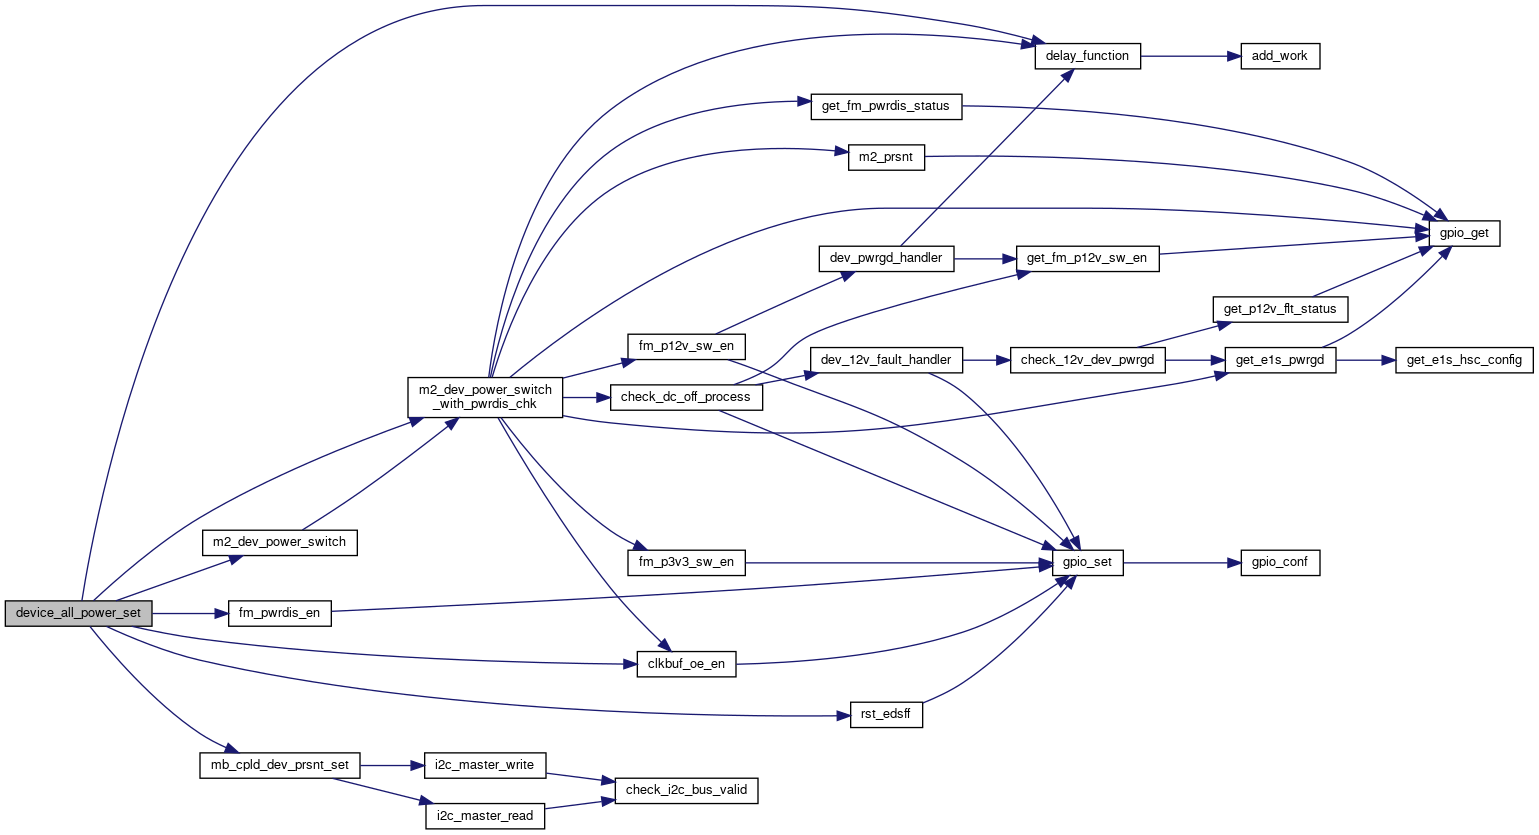 delay_function
add_work
get_fm_pwrdis_status
m2_prsnt
gpio_get
dev_pwrgd_handler
get_fm_p12v_sw_en
get_p12v_flt_status
fm_p12v_sw_en
dev_12v_fault_handler
check_12v_dev_pwrgd
get_e1s_pwrgd
get_e1s_hsc_config
m2_dev_power_switch
_with_pwrdis_chk
check_dc_off_process
m2_dev_power_switch
fm_p3v3_sw_en
gpio_set
gpio_conf
device_all_power_set
fm_pwrdis_en
clkbuf_oe_en
rst_edsff
mb_cpld_dev_prsnt_set
i2c_master_write
check_i2c_bus_valid
i2c_master_read